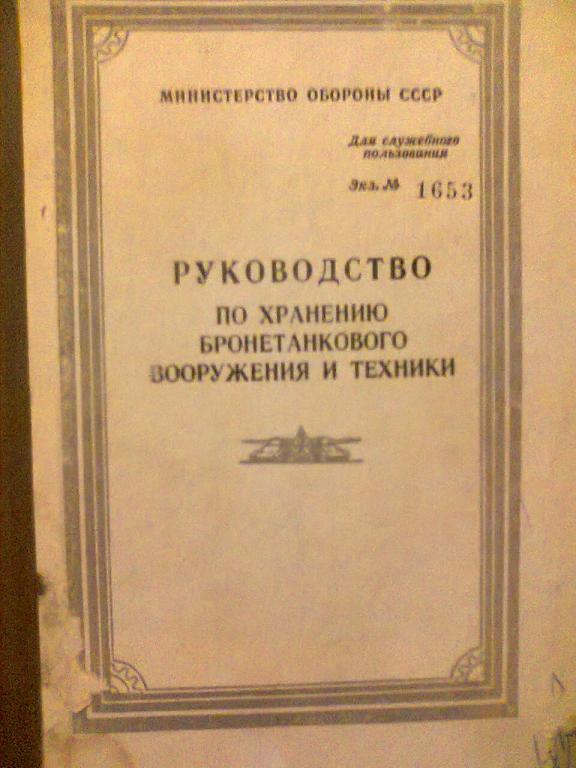 МИНИСТЕРСТВО ОБОРОНЫ СССР
Для служебного
пользования
Экз. № 1653
РУКОВОДСТВО
ПО ХРАНЕНИЮ
БРОНЕТАНКОВОГО
ВООРУЖЕНИЯ И ТЕХНИКИ